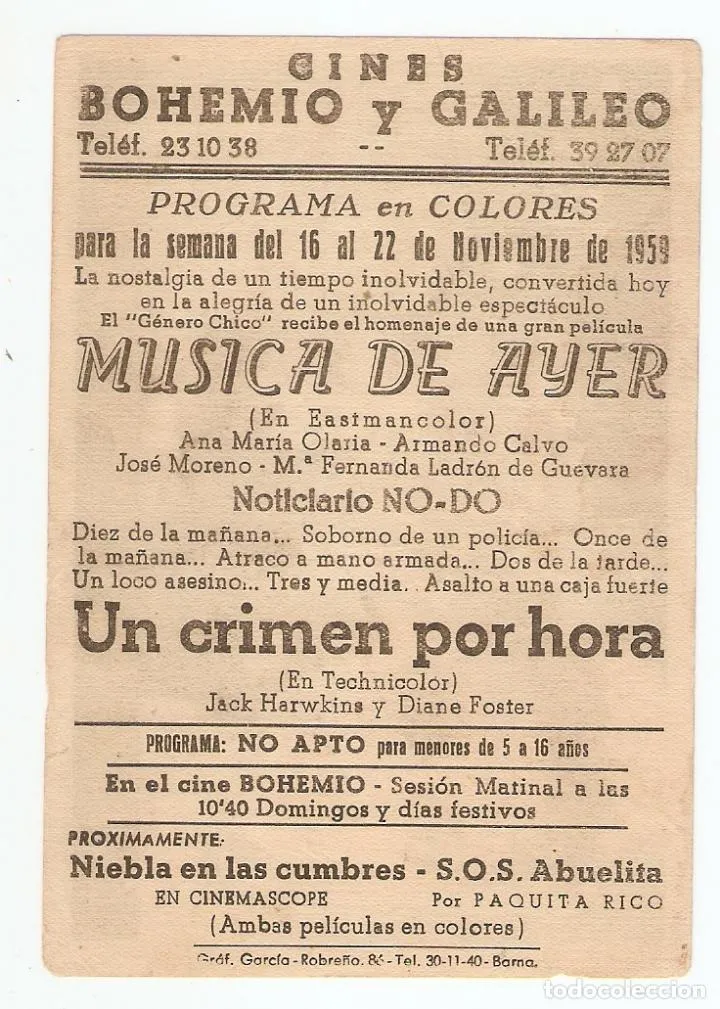 CINES
BOHEMIO y GALILEO
Teléf. 23 10 38 -- Teléf. 39 27 07
PROGRAMA en COLORES
para la semana del 16 al 22 de Noviembre de 1959
La nostalgia de un tiempo inolvidable, convertida hoy
en la alegría de un inolvidable espectáculo
El "Género Chico" recibe el homenaje de una gran película
MUSICA DE AYER
(En Eastmancolor)
Ana María Olaria - Armando Calvo
José Moreno - M.ª Fernanda Ladrón de Guevara
Noticiario NO-DO
Diez de la mañana... Soborno de un policía... Once de
la mañana... Atraco a mano armada... Dos de la tarde...
Un loco asesino... Tres y media.. Asalto a una caja fuerte
Un crimen por hora
(En Technicolor)
Jack Harwkins y Diane Foster
PROGRAMA: NO APTO para menores de 5 a 16 años
En el cine BOHEMIO - Sesión Matinal a las
10'40 Domingos y días festivos
PROXIMAMENTE:
Niebla en las cumbres - S.O.S. Abuelita
EN CINEMASCOPE Por PAQUITA RICO
(Ambas películas en colores)
Gráf. García - Robreño, 86 - Tel. 30-11-40 - Barna.
todocoleccion